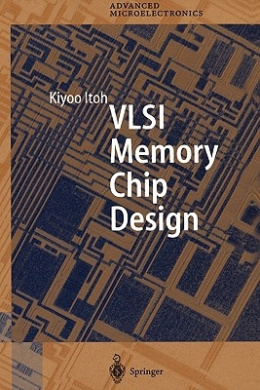 ADVANCED
MICROELECTRONICS
Kiyoo Itoh
VLSI
Memory
Chip
Design
Springer